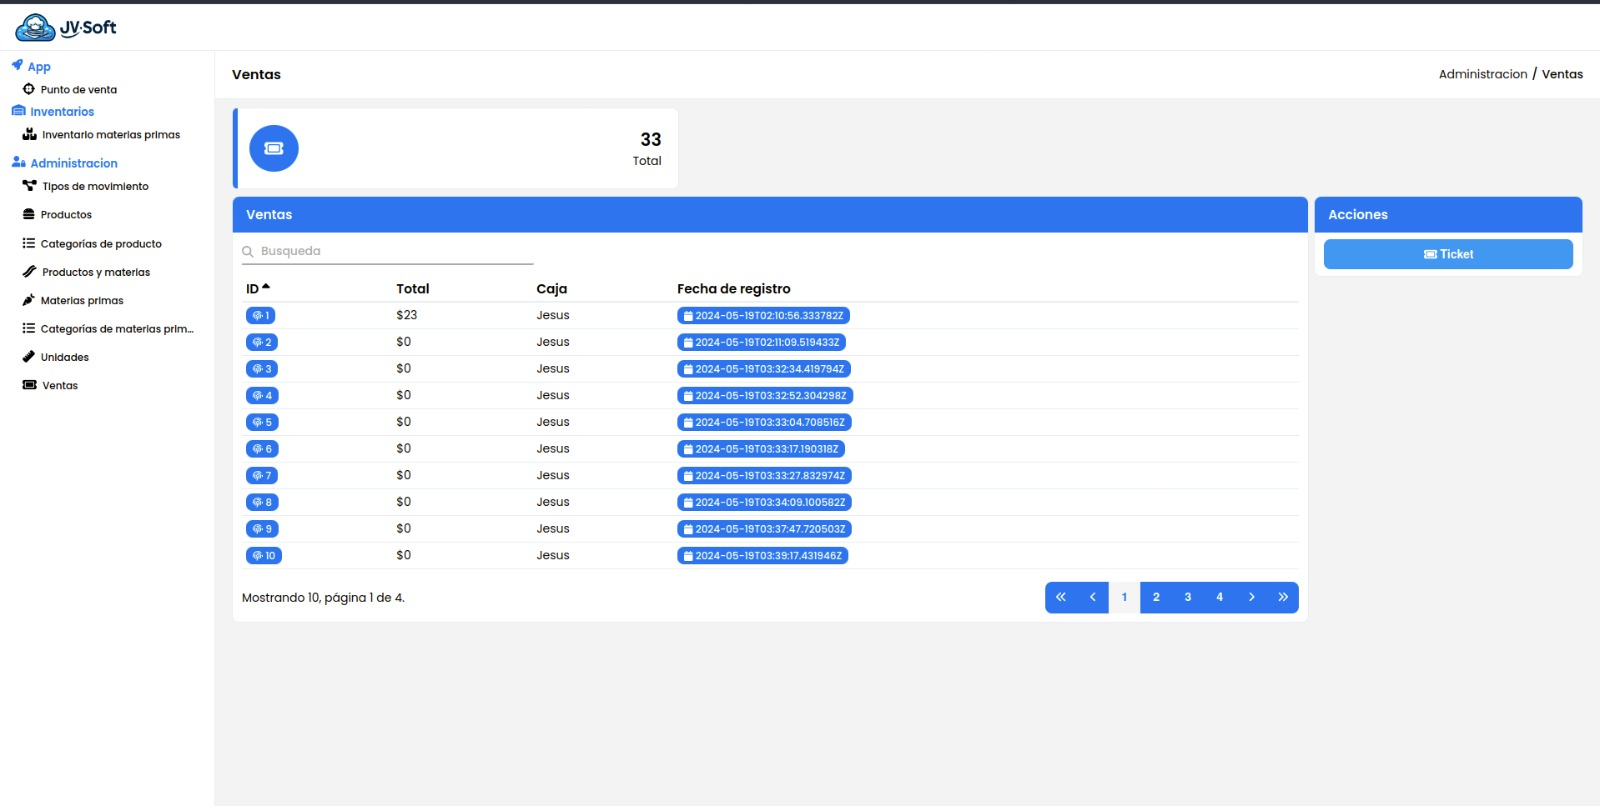 JV·Soft
App
Punto de venta
Inventarios
Inventario materias primas
Administracion
Tipos de movimiento
Productos
Categorías de producto
Productos y materias
Materias primas
Categorías de materias prim...
Unidades
Ventas
Ventas
Administracion / Ventas
33
Total
Ventas
Busqueda
ID Total Caja Fecha de registro
1 $23 Jesus 2024-05-19T02:10:56.333782Z
2 $0 Jesus 2024-05-19T02:11:09.519433Z
3 $0 Jesus 2024-05-19T03:32:34.419794Z
4 $0 Jesus 2024-05-19T03:32:52.304298Z
5 $0 Jesus 2024-05-19T03:33:04.708516Z
6 $0 Jesus 2024-05-19T03:33:17.190318Z
7 $0 Jesus 2024-05-19T03:33:27.832974Z
8 $0 Jesus 2024-05-19T03:34:09.100582Z
9 $0 Jesus 2024-05-19T03:37:47.720503Z
10 $0 Jesus 2024-05-19T03:39:17.431946Z
Mostrando 10, página 1 de 4.
« ‹ 1 2 3 4 › »
Acciones
Ticket